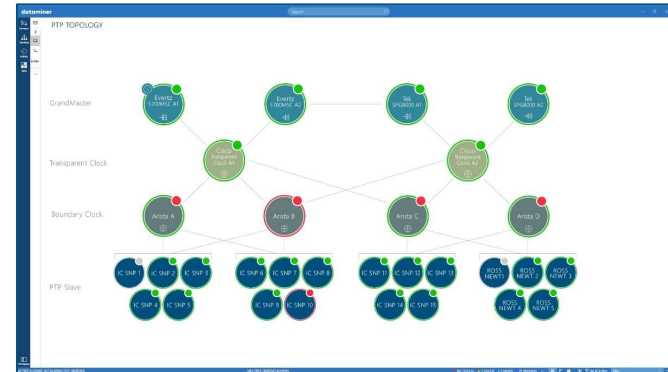 dataminer
Search
PTP TOPOLOGY
GrandMaster
Evertz
5700MSC A1
Evertz
5700MSC A2
Tek
SPG8000 A1
Tek
SPG8000 A2
Transparent Clock
Cisco
Transparent
Clock A1
Cisco
Transparent
Clock A2
Boundary Clock
Arista A
Arista B
Arista C
Arista D
PTP Slave
IC SNP 1
IC SNP 2
IC SNP 3
IC SNP 4
IC SNP 5
IC SNP 6
IC SNP 7
IC SNP 8
IC SNP 9
IC SNP 10
IC SNP 11
IC SNP 12
IC SNP 13
IC SNP 14
IC SNP 15
ROSS
NEWT1
ROSS
NEWT 2
ROSS
NEWT 3
ROSS
NEWT 4
ROSS
NEWT 5